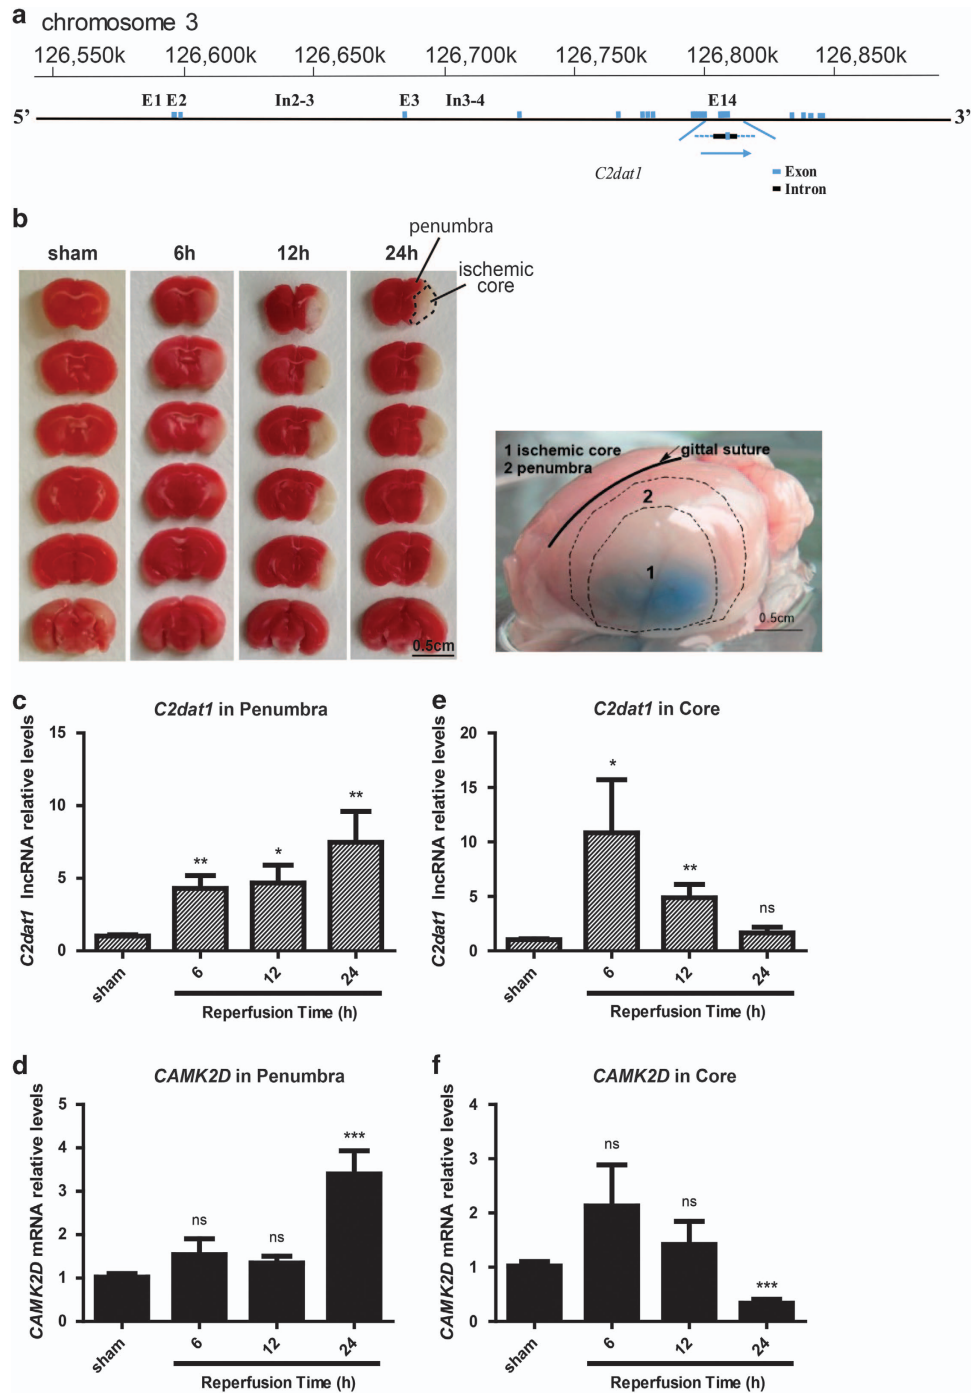 a chromosome 3
126,550k 126,600k 126,650k 126,700k 126,750k 126,800k 126,850k
E1 E2 In2-3 E3 In3-4 E14
5’ 3’
C2dat1
Exon
Intron
b
penumbra
sham 6h 12h 24h
ischemic
core
0.5cm
1 ischemic core
2 penumbra
gittal suture
2
1
0.5cm
c
C2dat1 in Penumbra
C2dat1 lncRNA relative levels
15
10
5
0
** * **
sham 6 12 24
Reperfusion Time (h)
e
C2dat1 in Core
C2dat1 lncRNA relative levels
20
15
10
5
0
* ** ns
sham 6 12 24
Reperfusion Time (h)
d
CAMK2D in Penumbra
CAMK2D mRNA relative levels
5
4
3
2
1
0
ns ns ***
sham 6 12 24
Reperfusion Time (h)
f
CAMK2D in Core
CAMK2D mRNA relative levels
4
3
2
1
0
ns ns ***
sham 6 12 24
Reperfusion Time (h)